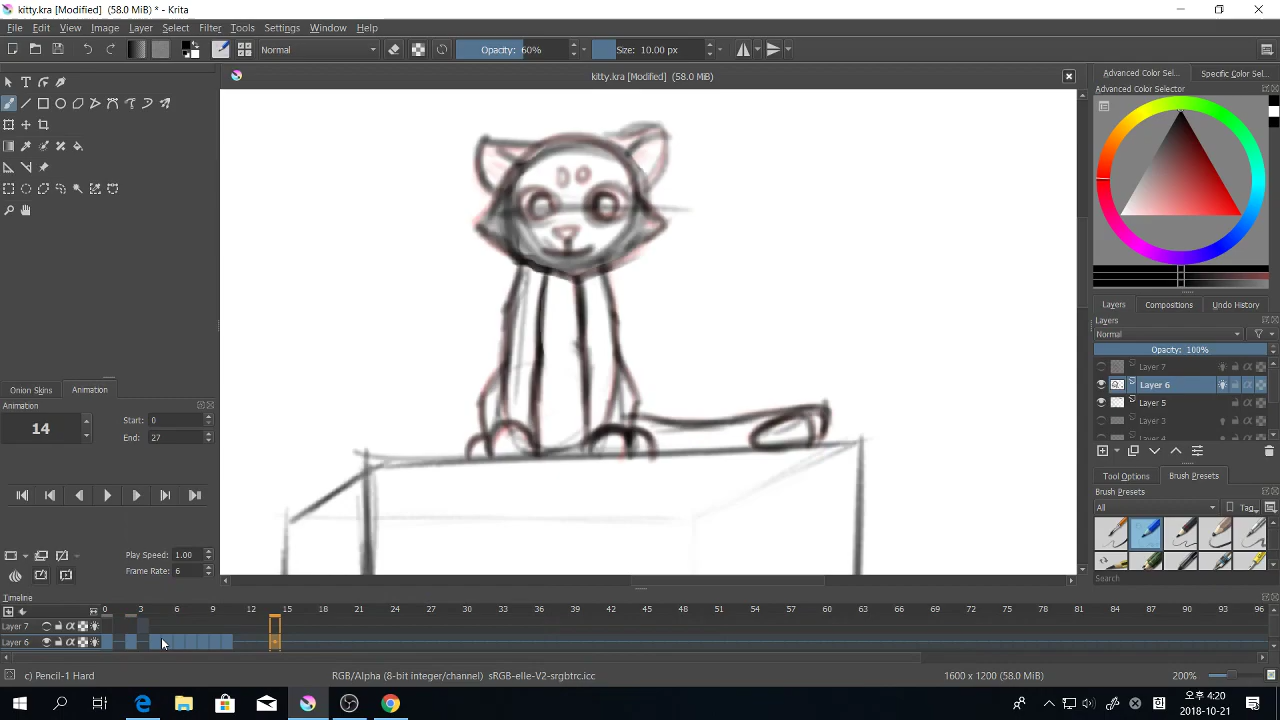 kitty.kra [Modified] (58.0 MiB) * - Krita
File Edit View Image Layer Select Filter Tools Settings Window Help
Normal Opacity: 60% Size: 10.00 px
kitty.kra [Modified] (58.0 MiB)
Advanced Color Sel... Specific Color Sel...
Advanced Color Selector
Layers Compositions Undo History
Layers
Normal
Opacity: 100%
Layer 7
Layer 6
Layer 5
Layer 3
Layer 4
Onion Skins Animation
Animation
14 Start: 0
End: 27
Play Speed: 1.00
Frame Rate: 6
Tool Options Brush Presets
Brush Presets
All Tag
Search
Timeline
0 3 6 9 12 15 18 21 24 27 30 33 36 39 42 45 48 51 54 57 60 63 66 69 72 75 78 81 84 87 90 93 96
Layer 7
Layer 6
c) Pencil-1 Hard RGB/Alpha (8-bit integer/channel) sRGB-elle-V2-srgbtrc.icc 1600 x 1200 (58.0 MiB) 200%
오후 4:20
2018-10-21